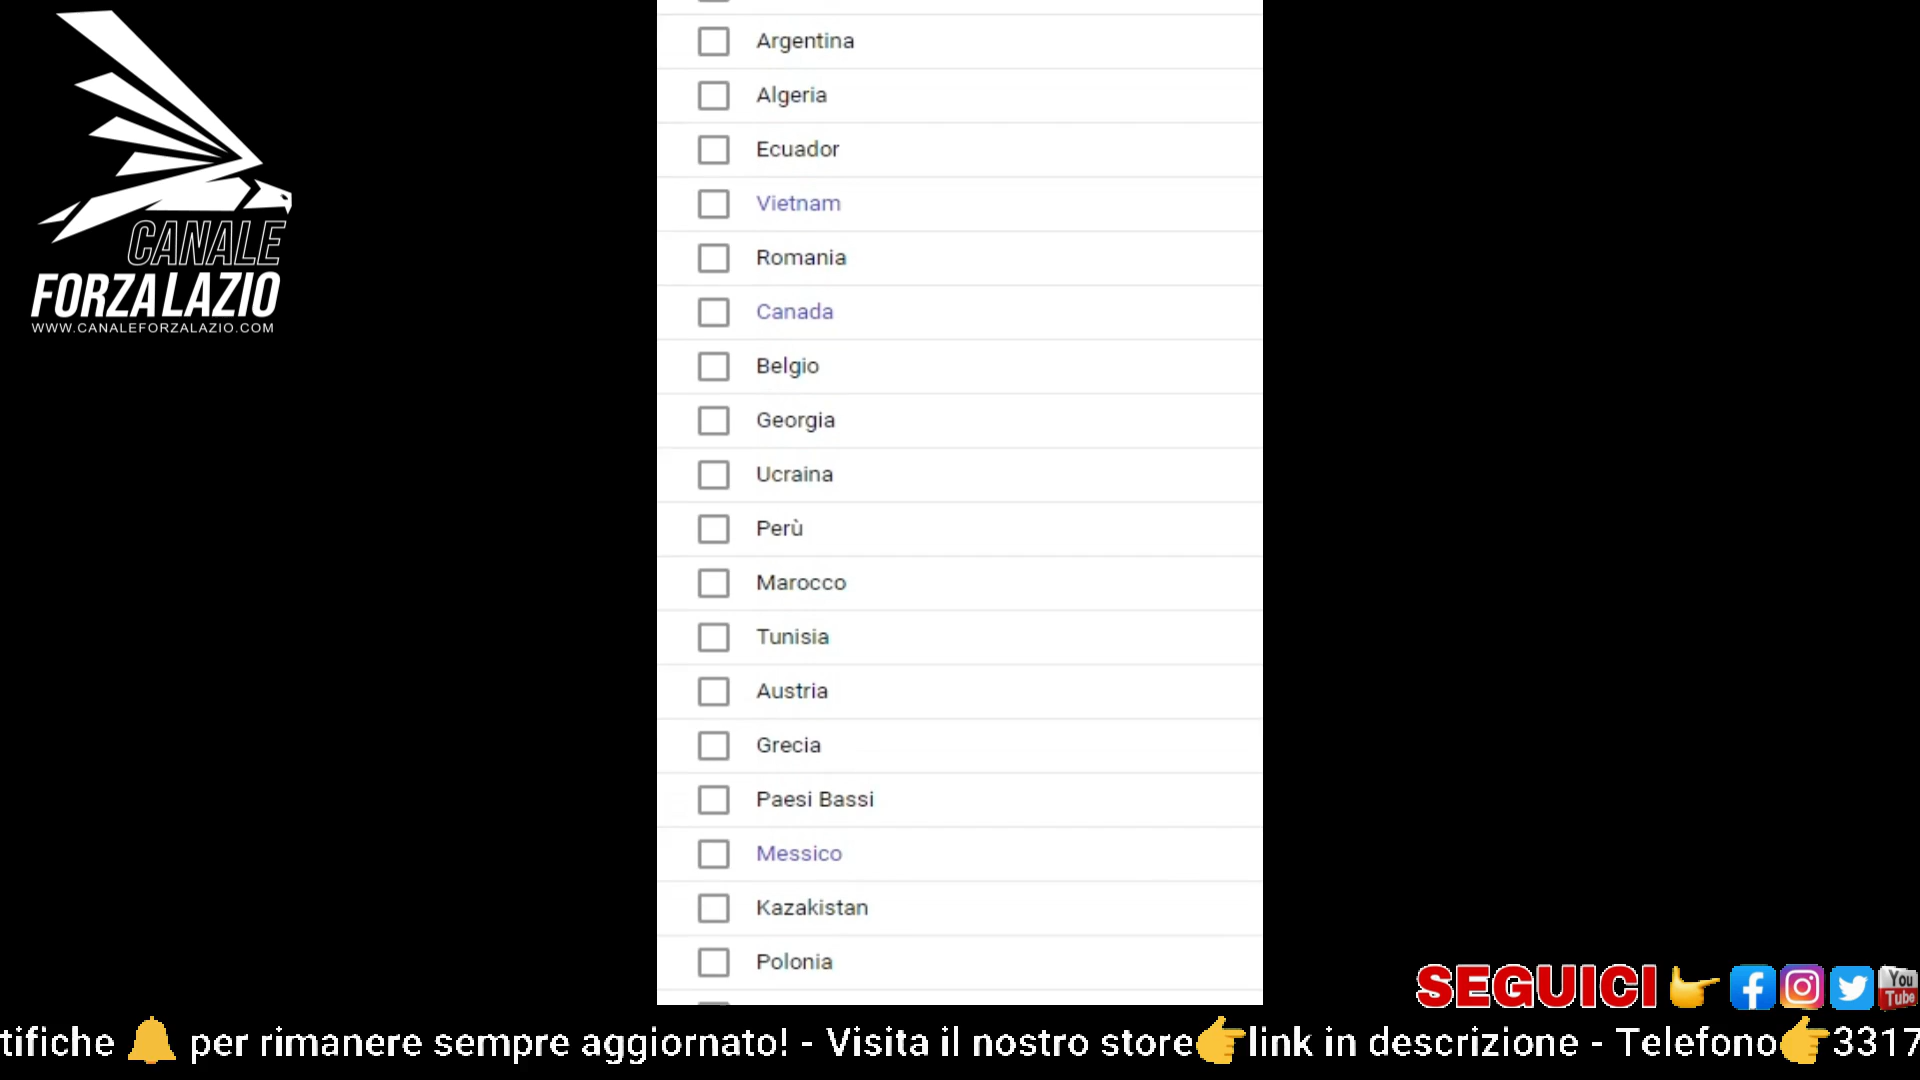 CANALE
FORZA LAZIO
WWW.CANALEFORZALAZIO.COM
Argentina
Algeria
Ecuador
Vietnam
Romania
Canada
Belgio
Georgia
Ucraina
Perù
Marocco
Tunisia
Austria
Grecia
Paesi Bassi
Messico
Kazakistan
Polonia
SEGUICI
You
Tube
tifiche 🔔 per rimanere sempre aggiornato! - Visita il nostro store👉link in descrizione - Telefono👉3317